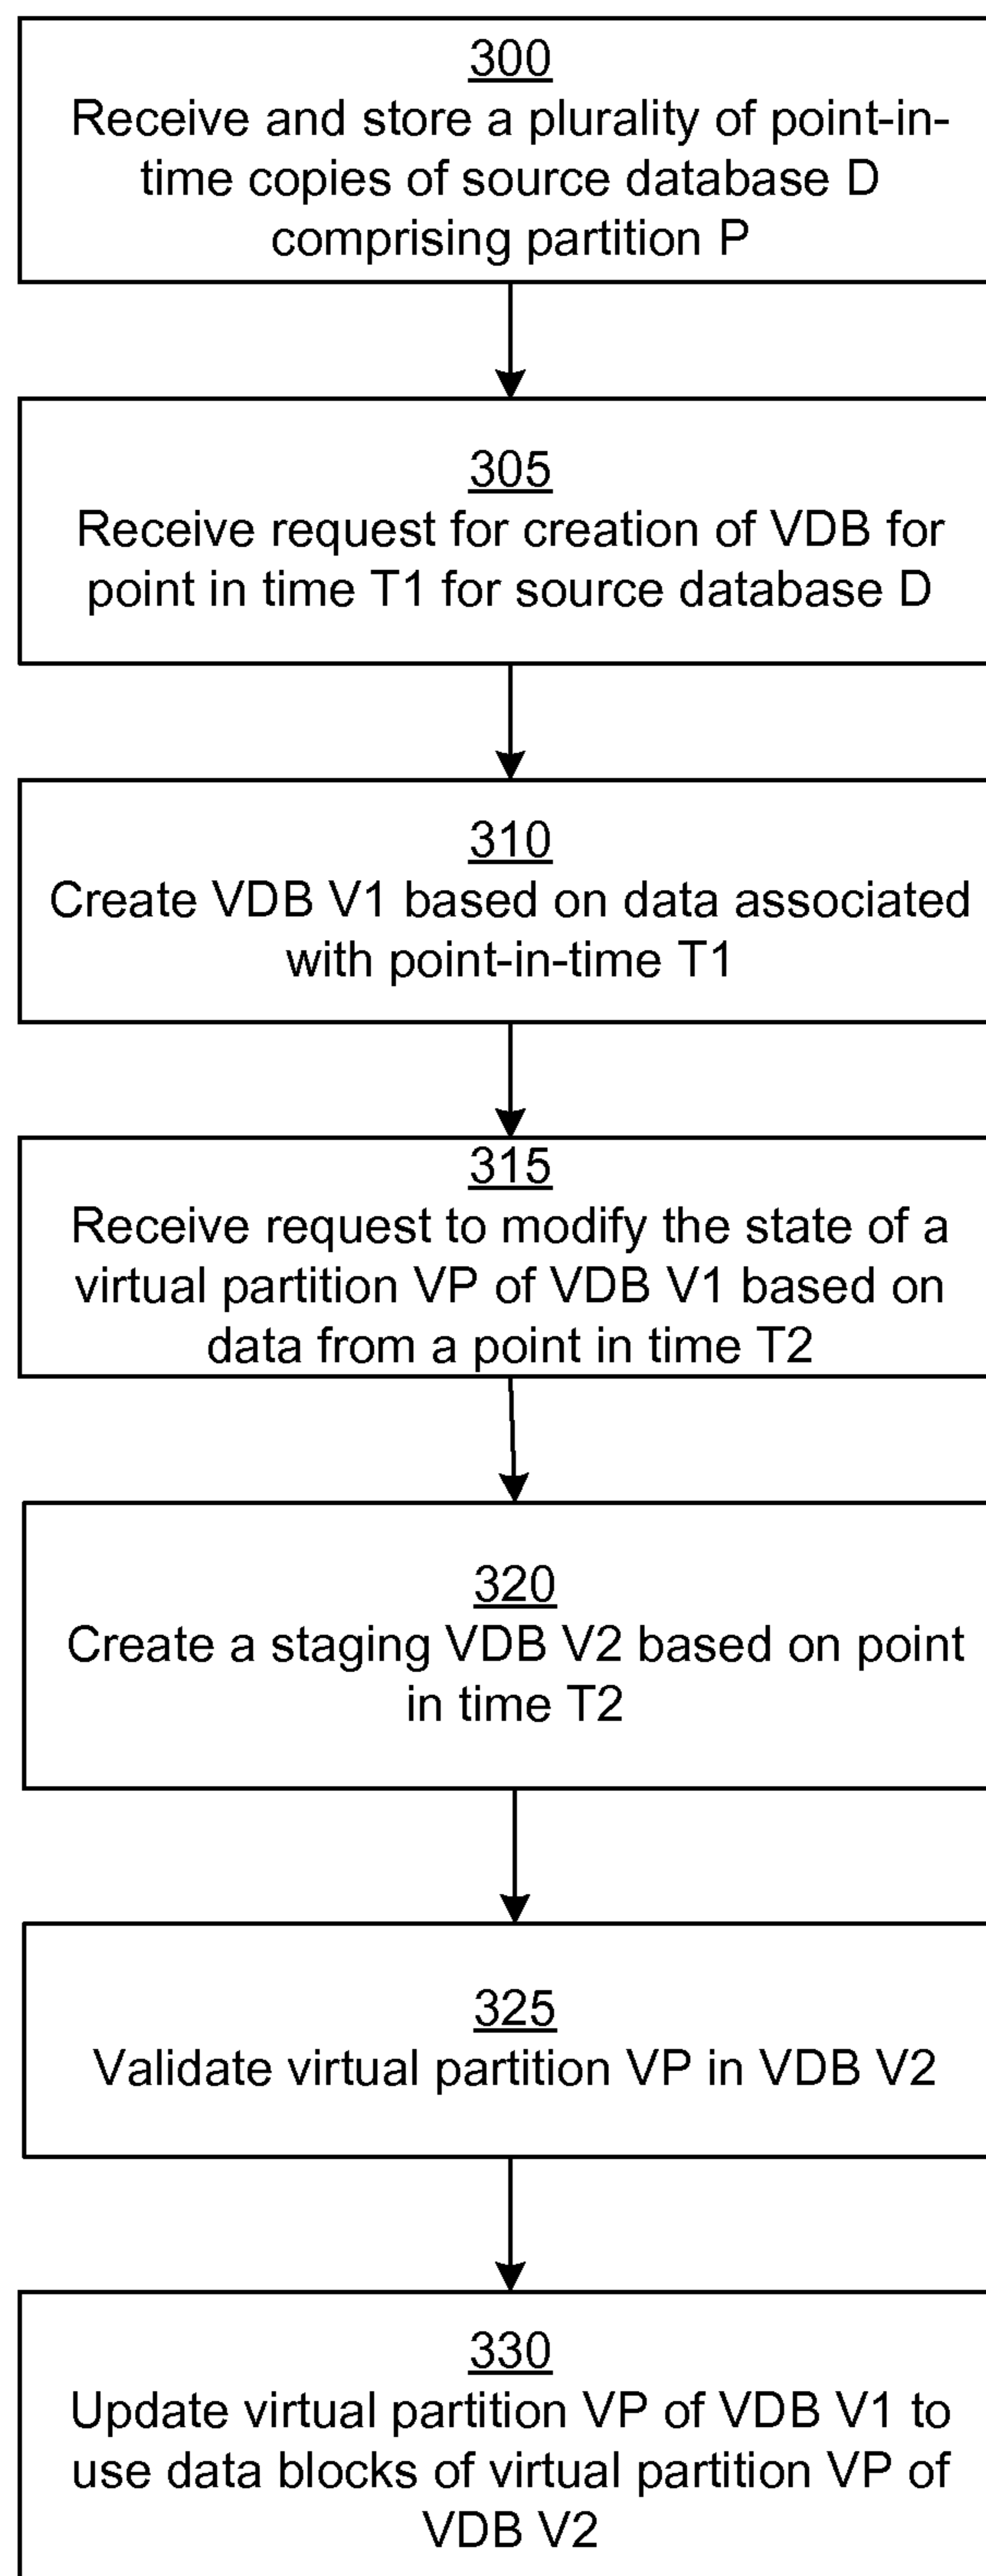 300
Receive and store a plurality of point-in-
time copies of source database D
comprising partition P
305
Receive request for creation of VDB for
point in time T1 for source database D
310
Create VDB V1 based on data associated
with point-in-time T1
315
Receive request to modify the state of a
virtual partition VP of VDB V1 based on
data from a point in time T2
320
Create a staging VDB V2 based on point
in time T2
325
Validate virtual partition VP in VDB V2
330
Update virtual partition VP of VDB V1 to
use data blocks of virtual partition VP of
VDB V2